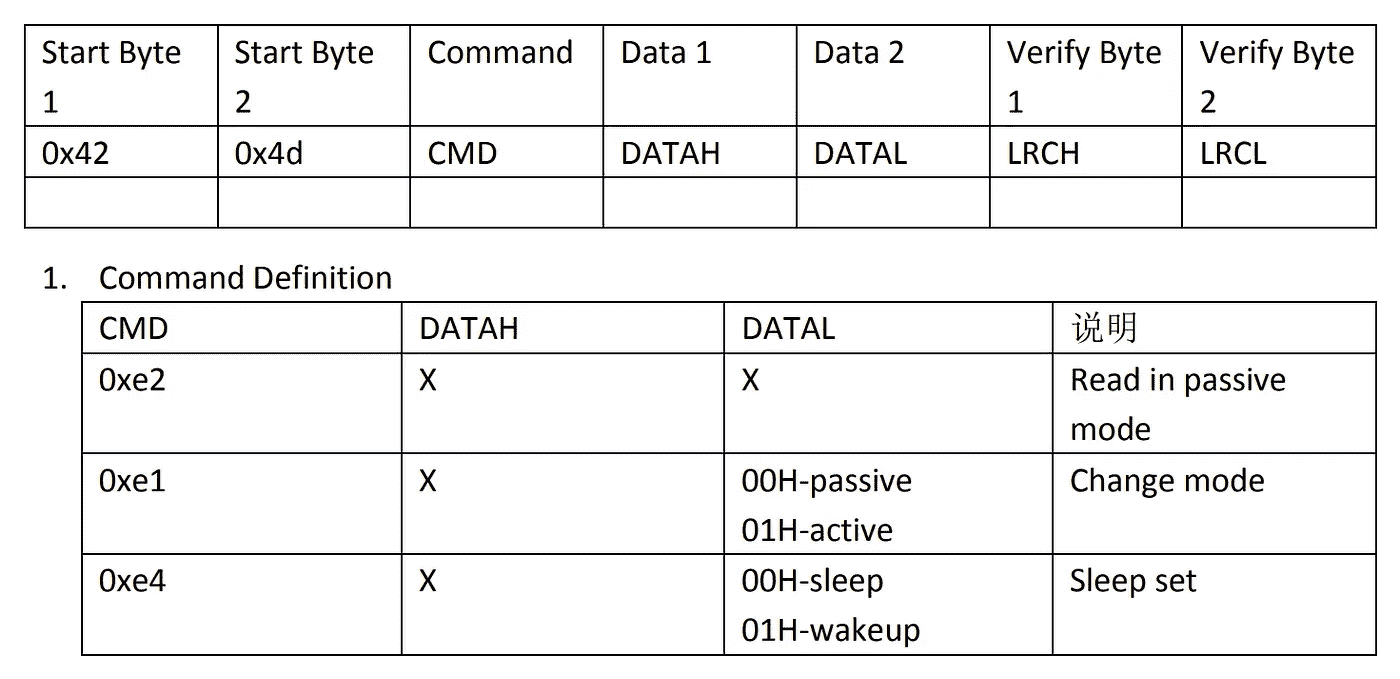 Start Byte 1 Start Byte 2 Command Data 1 Data 2 Verify Byte 1 Verify Byte 2
0x42 0x4d CMD DATAH DATAL LRCH LRCL
1. Command Definition
CMD DATAH DATAL 说明
0xe2 X X Read in passive mode
0xe1 X 00H-passive 01H-active Change mode
0xe4 X 00H-sleep 01H-wakeup Sleep set